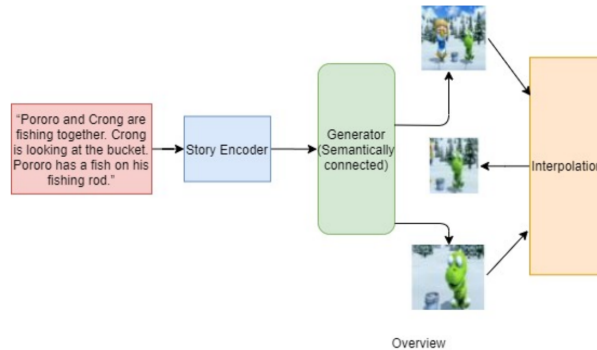 “Pororo and Crong are
fishing together. Crong
is looking at the bucket.
Pororo has a fish on his
fishing rod.”
Story Encoder
Generator
(Semantically
connected)
Interpolation
Overview